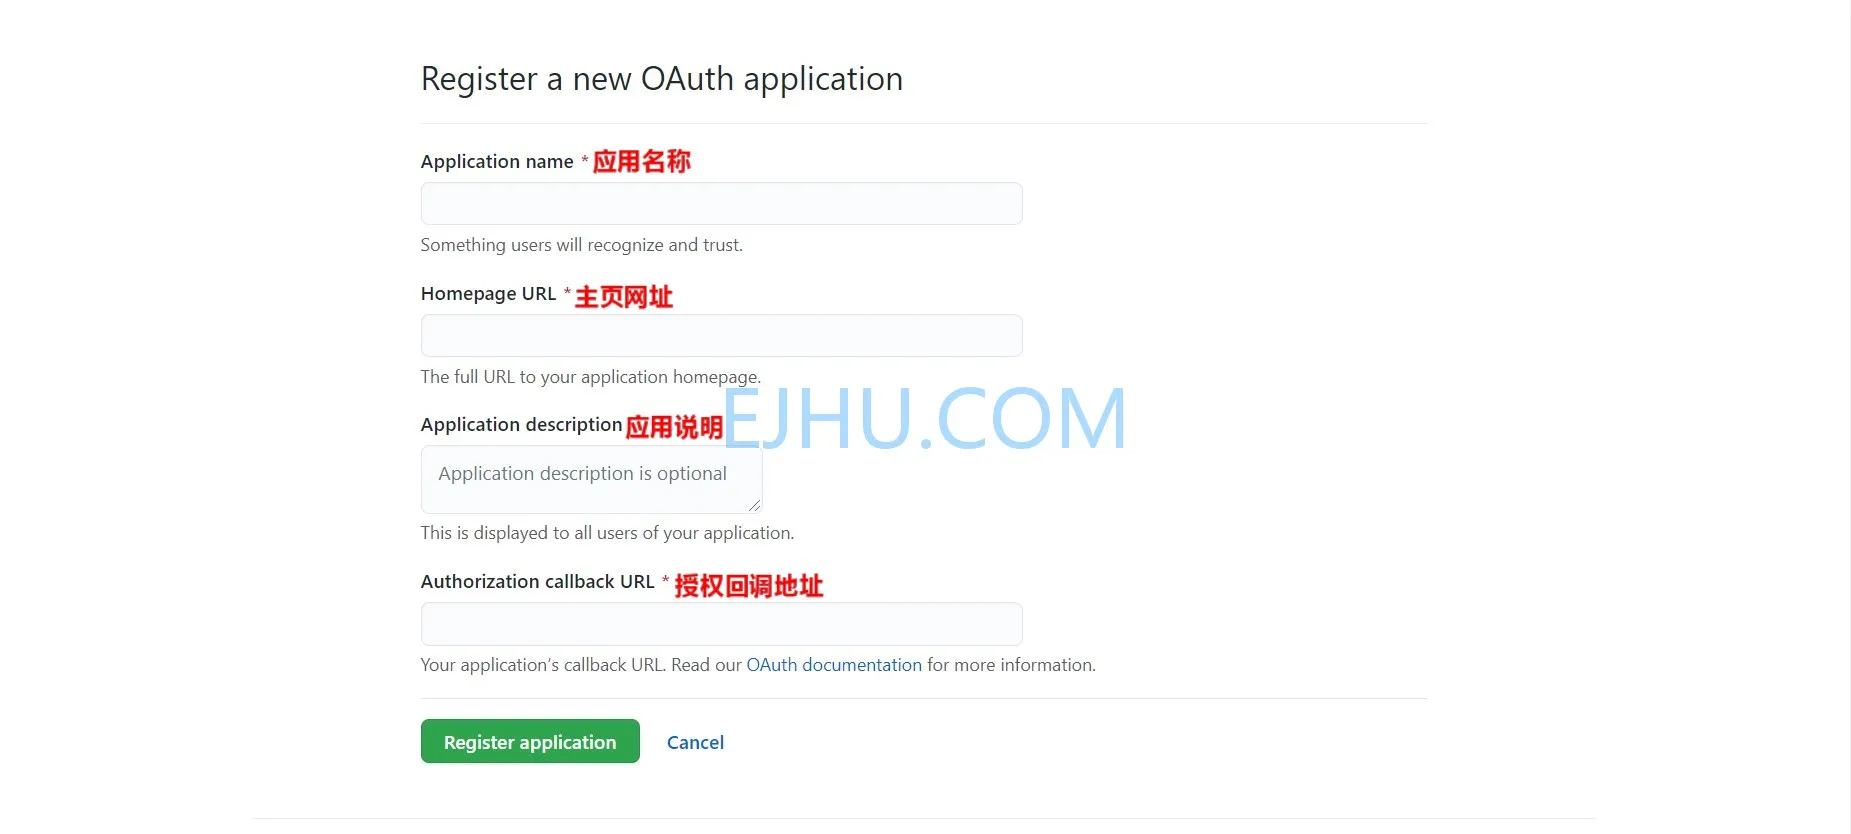 Register a new OAuth application
Application name * 应用名称
Something users will recognize and trust.
Homepage URL * 主页网址
The full URL to your application homepage.
EJHU.COM
Application description 应用说明
Application description is optional
This is displayed to all users of your application.
Authorization callback URL * 授权回调地址
Your application’s callback URL. Read our OAuth documentation for more information.
Register application Cancel